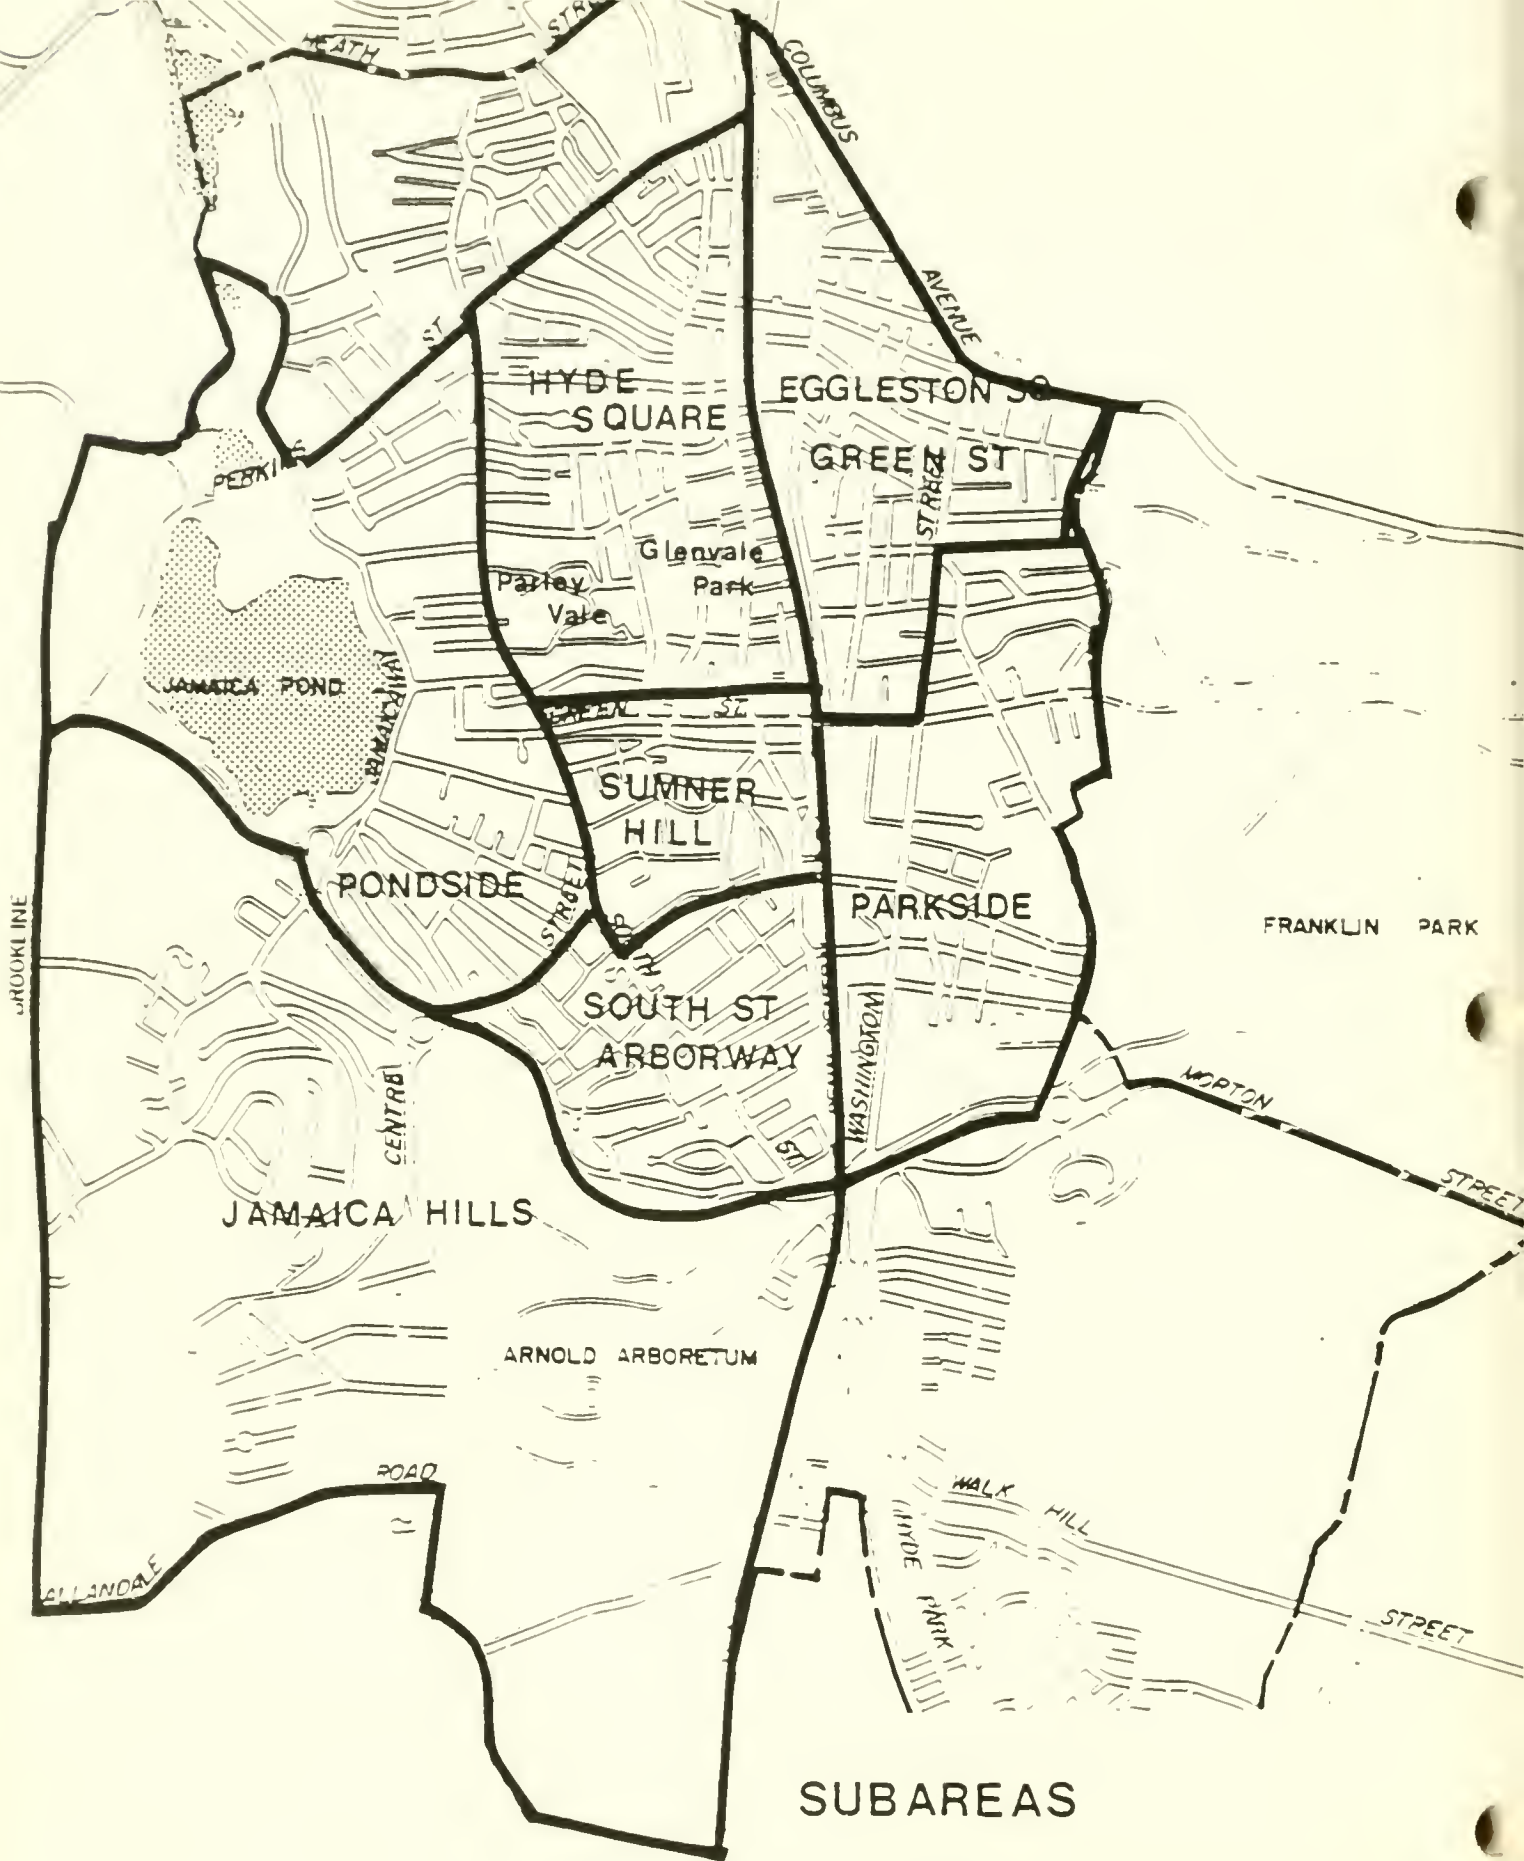 HEATH
COLUMBUS
AVENUE
ST.
HYDE
SQUARE
EGGLESTON SQ
GREEN ST
PERKINS
Glenvale
Park
Parley
Vale
JAMAICA POND
JAMAICAWAY
GREEN ST.
SUMNER
HILL
PONDSIDE
STREET
SOUTH
PARKSIDE
BROOKLINE
FRANKLIN PARK
SOUTH ST
ARBORWAY
WASHINGTON
CENTRE
ST.
MORTON
STREET
JAMAICA HILLS
ARNOLD ARBORETUM
ROAD
ALLANDALE
WALK HILL
STREET
HYDE PARK
SUBAREAS